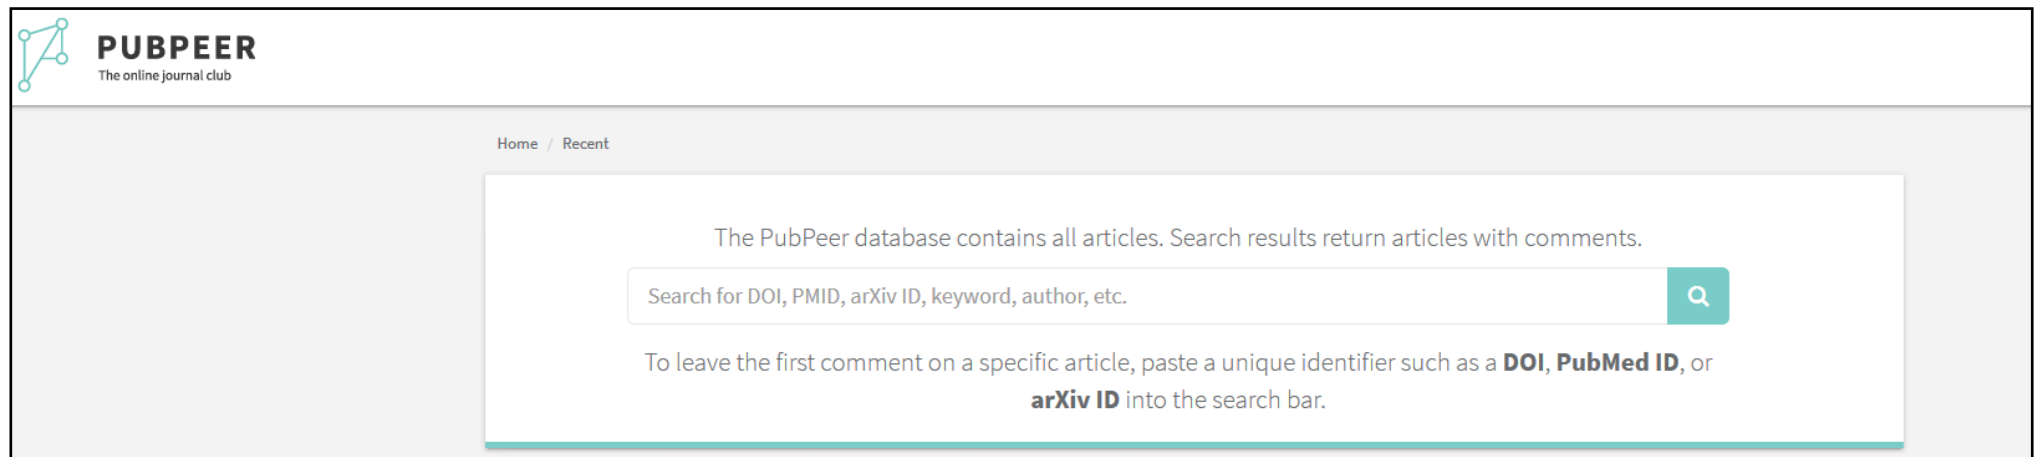 PUBPEER
The online journal club
Home / Recent
The PubPeer database contains all articles. Search results return articles with comments.
Search for DOI, PMID, arXiv ID, keyword, author, etc.
To leave the first comment on a specific article, paste a unique identifier such as a DOI, PubMed ID, or
arXiv ID into the search bar.